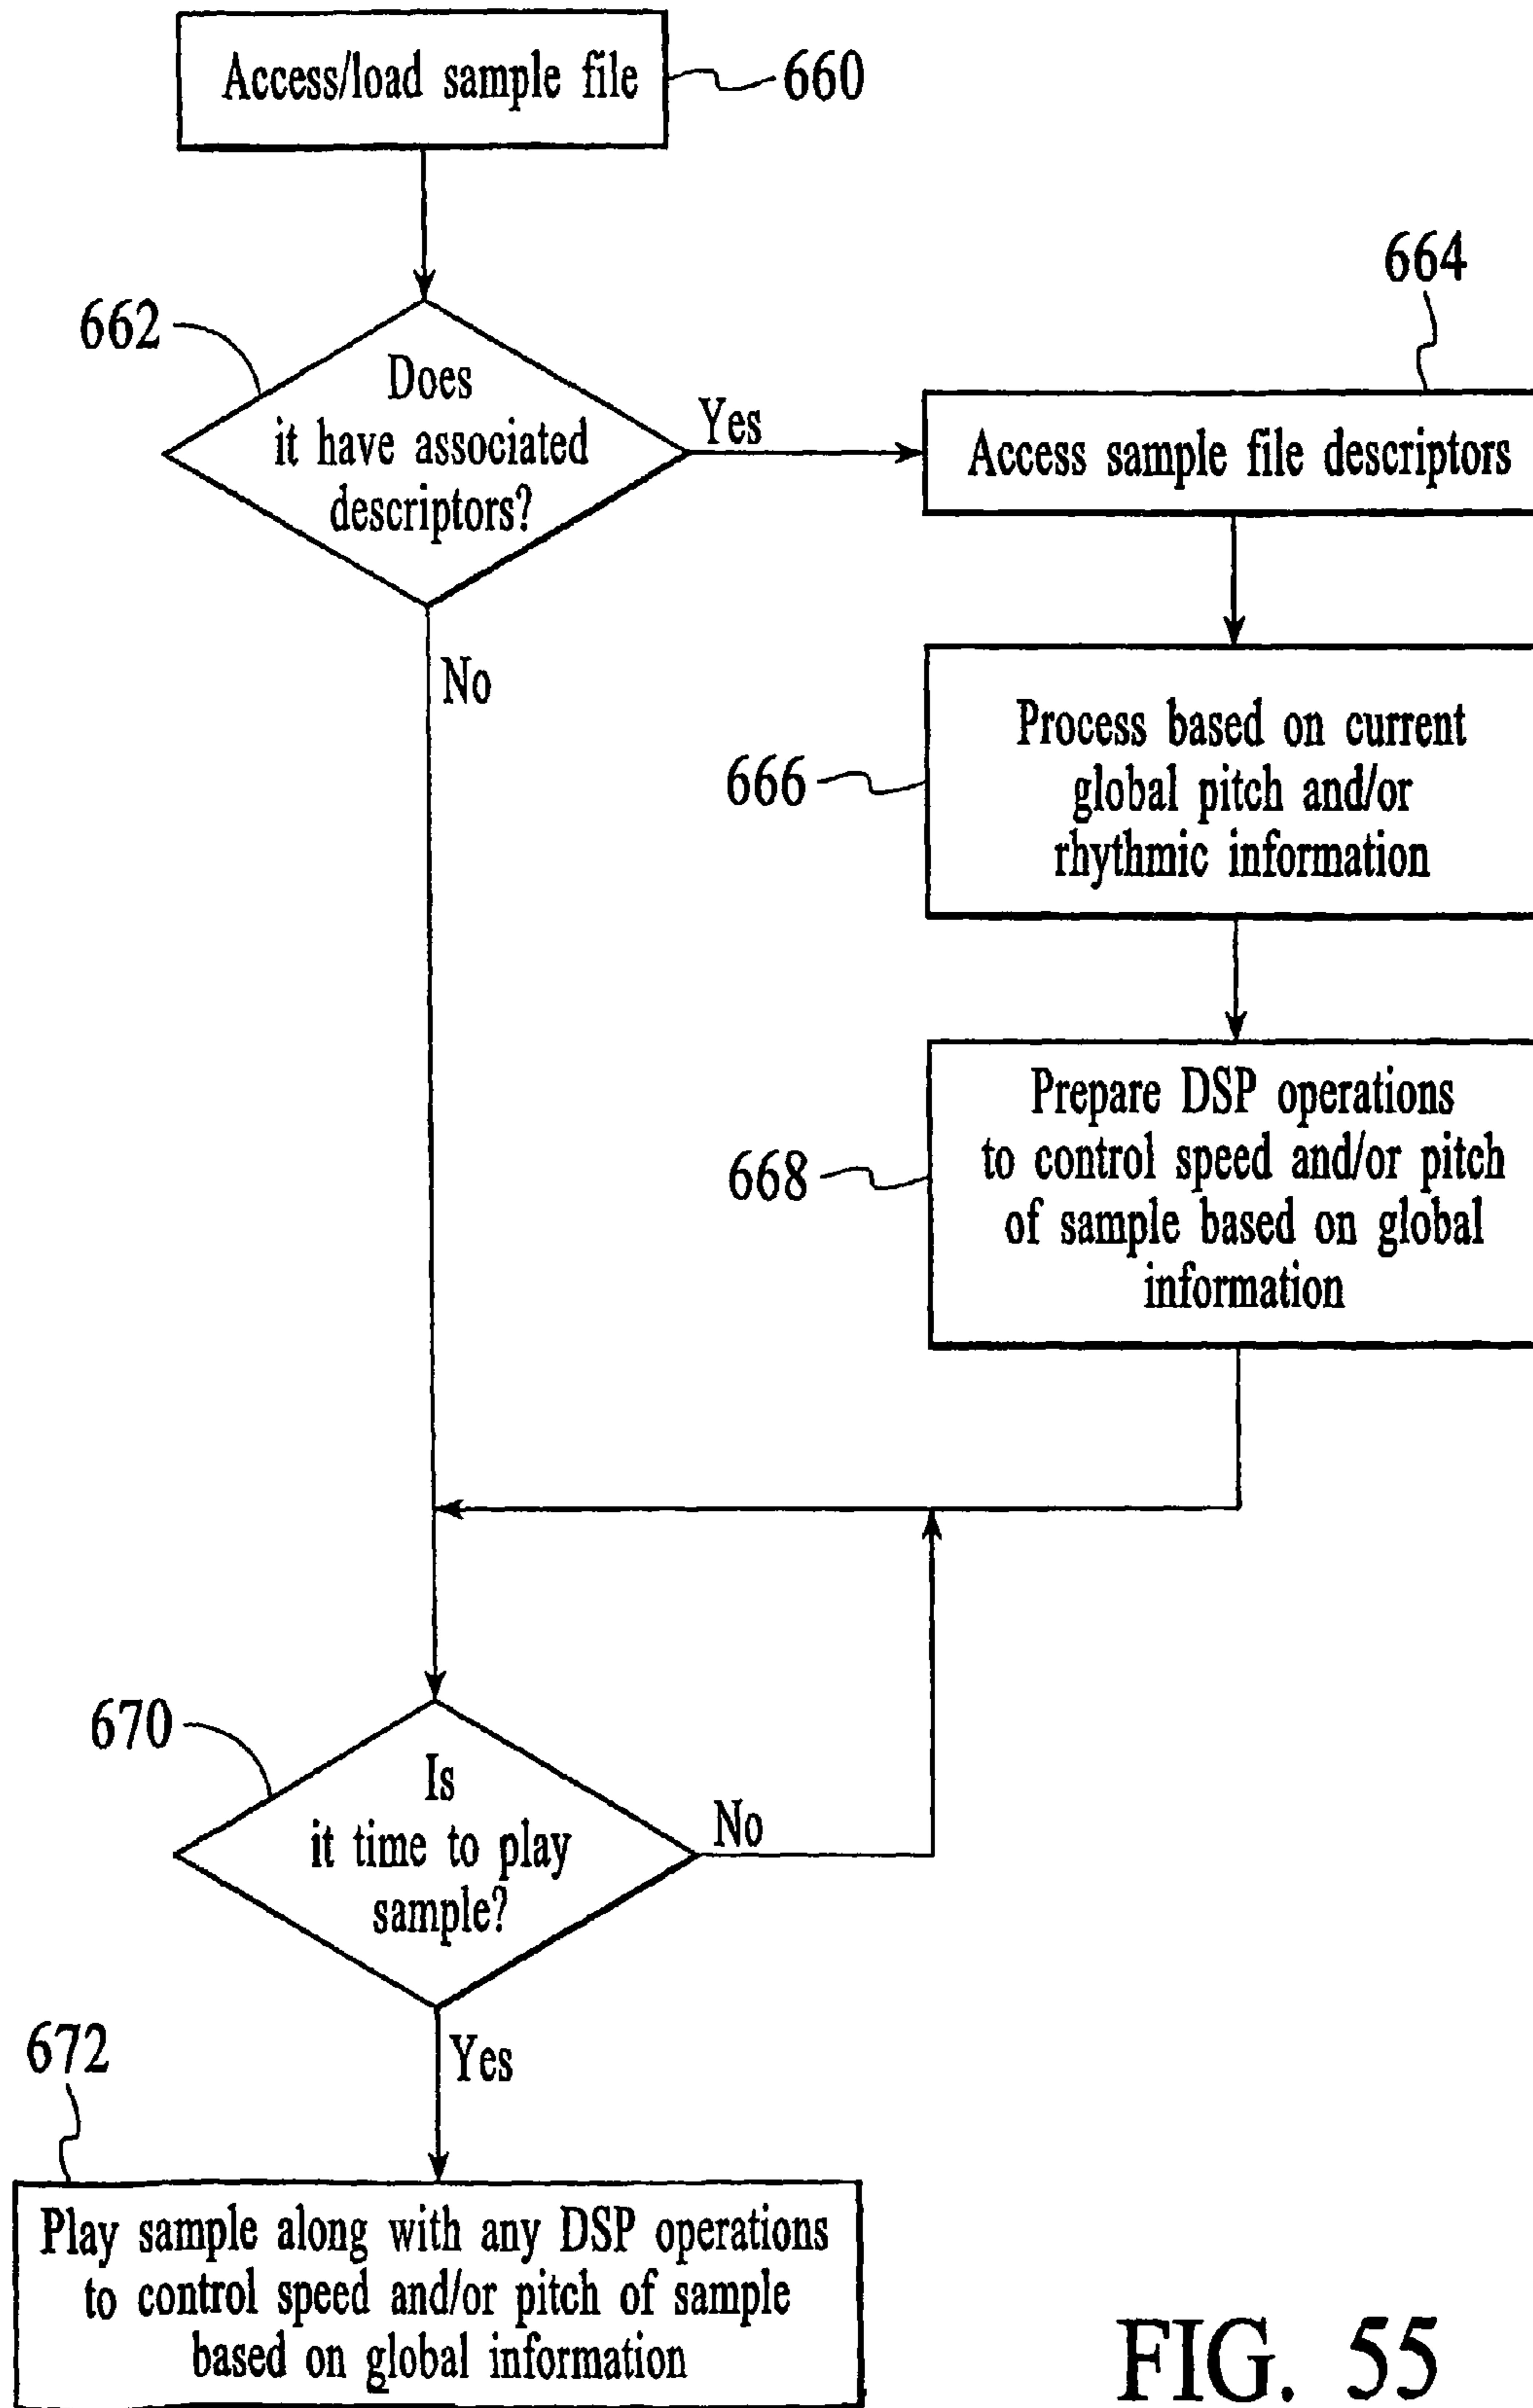 Access/load sample file
660
664
662
Does
it have associated
descriptors?
Yes
Access sample file descriptors
No
666
Process based on current
global pitch and/or
rhythmic information
668
Prepare DSP operations
to control speed and/or pitch
of sample based on global
information
670
Is
it time to play
sample?
No
Yes
672
Play sample along with any DSP operations
to control speed and/or pitch of sample
based on global information
FIG. 55